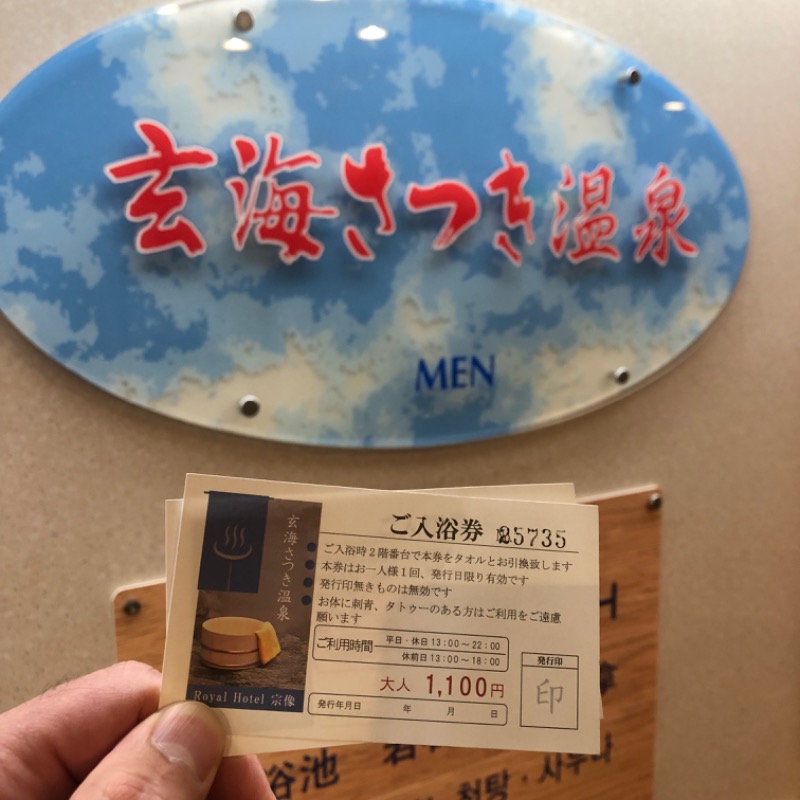 玄海さつき温泉
MEN
玄海さつき温泉
Royal Hotel 宗像
ご入浴券 №25735
ご入浴時2階番台で本券をタオルとお引換致します
本券はお一人様1回、発行日限り有効です
発行印無きものは無効です
お体に刺青、タトゥーのある方はご利用をご遠慮
願います
ご利用時間 平日・休日13:00～22:00
休前日13:00～18:00
大人 1,100円
発行年月日 年 月 日
発行印
印
浴池